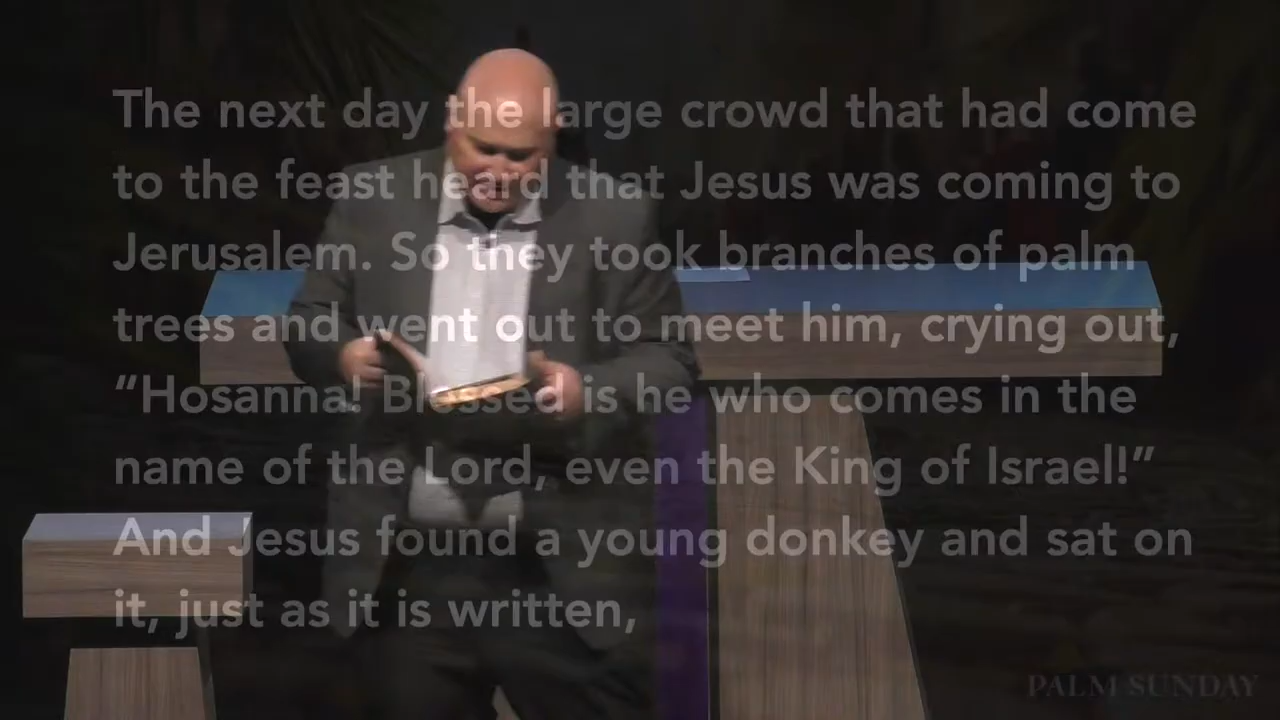 The next day the large crowd that had come
to the feast heard that Jesus was coming to
Jerusalem. So they took branches of palm
trees and went out to meet him, crying out,
“Hosanna! Blessed is he who comes in the
name of the Lord, even the King of Israel!”
And Jesus found a young donkey and sat on
it, just as it is written,
PALM SUNDAY